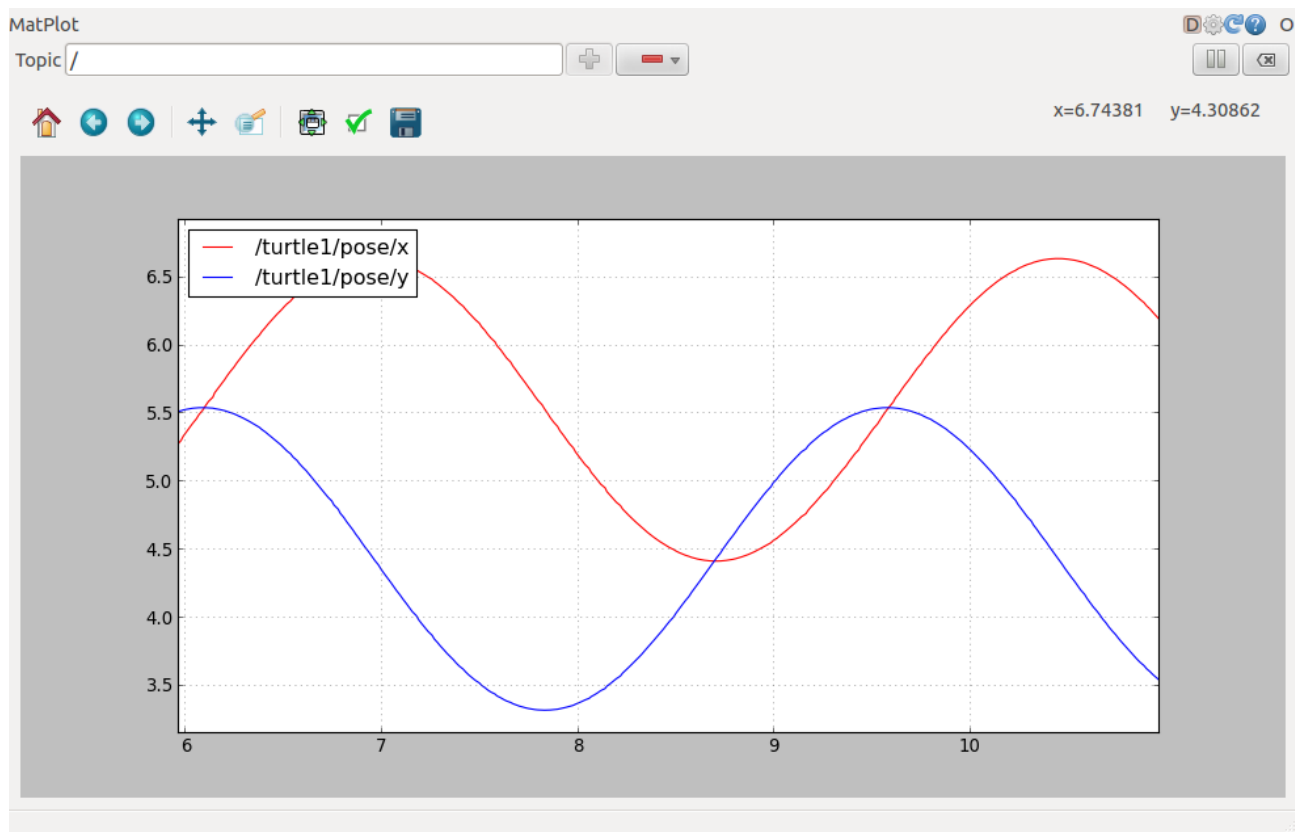 MatPlot
D ? O
Topic /
x=6.74381 y=4.30862
/turtle1/pose/x
/turtle1/pose/y
6.5
6.0
5.5
5.0
4.5
4.0
3.5
6 7 8 9 10